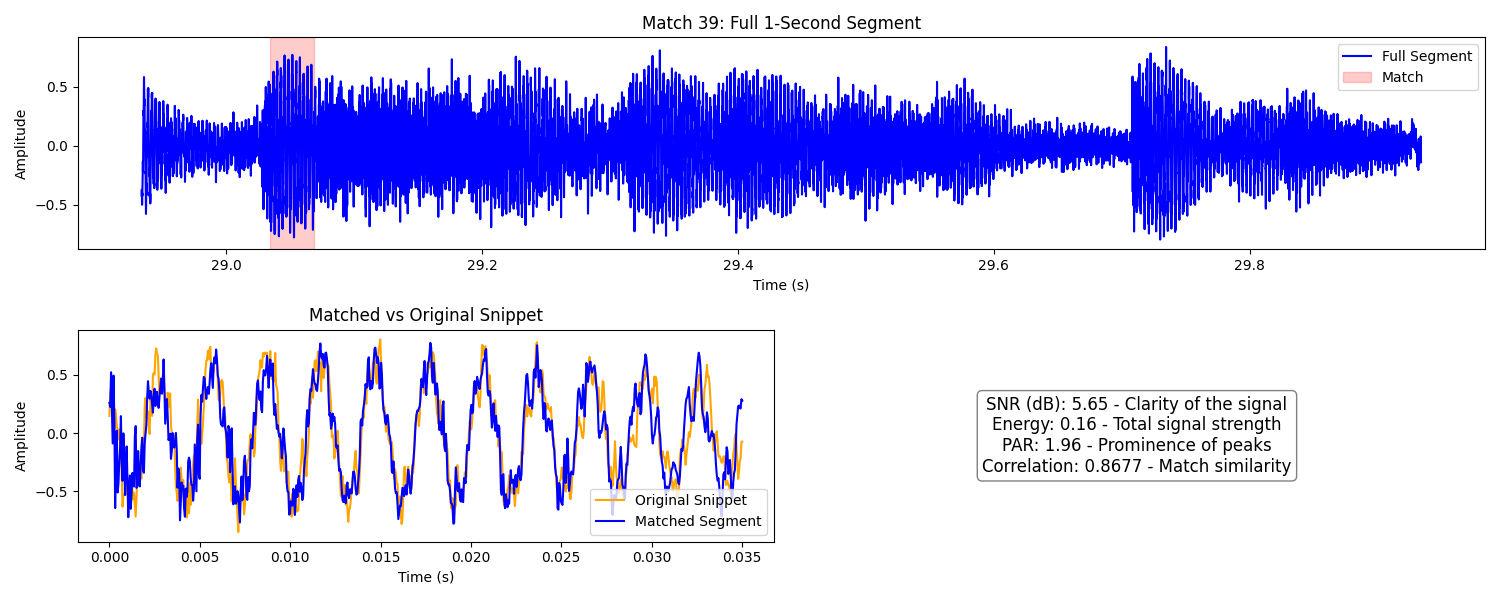 Match 39: Full 1-Second Segment
Amplitude
0.5
0.0
−0.5
Full Segment
Match
29.0 29.2 29.4 29.6 29.8
Time (s)
Matched vs Original Snippet
Amplitude
0.5
0.0
−0.5
Original Snippet
Matched Segment
0.000 0.005 0.010 0.015 0.020 0.025 0.030 0.035
Time (s)
SNR (dB): 5.65 - Clarity of the signal
Energy: 0.16 - Total signal strength
PAR: 1.96 - Prominence of peaks
Correlation: 0.8677 - Match similarity